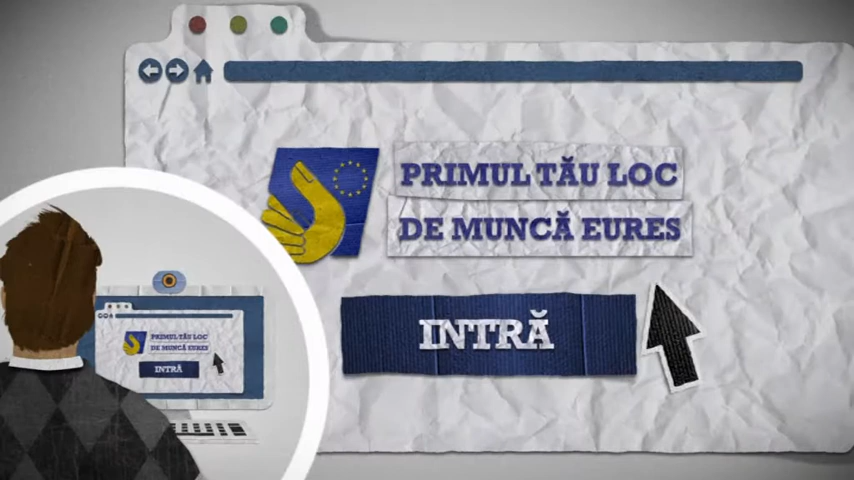 PRIMUL TĂU LOC
DE MUNCĂ EURES
INTRĂ
PRIMUL TĂU LOC
DE MUNCĂ EURES
INTRĂ